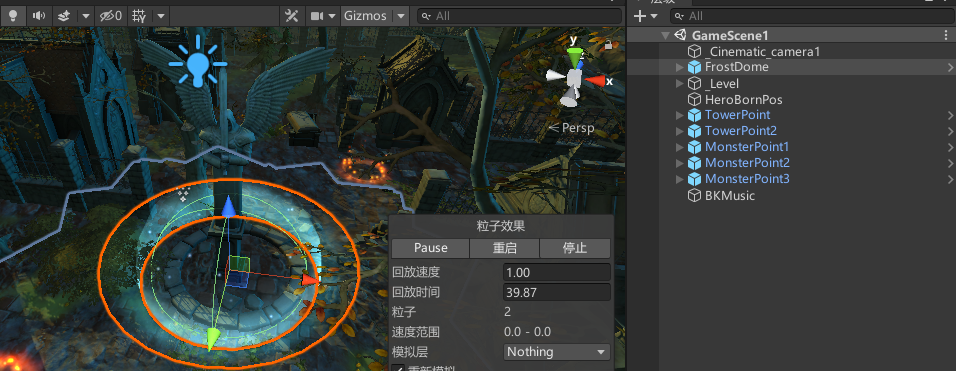 0
Gizmos
All
All
GameScene1
_Cinematic_camera1
FrostDome
_Level
HeroBornPos
TowerPoint
TowerPoint2
MonsterPoint1
MonsterPoint2
MonsterPoint3
BKMusic
y
x
Persp
粒子效果
Pause 重启 停止
回放速度 1.00
回放时间 39.87
粒子 2
速度范围 0.0 - 0.0
模拟层 Nothing
重新模拟